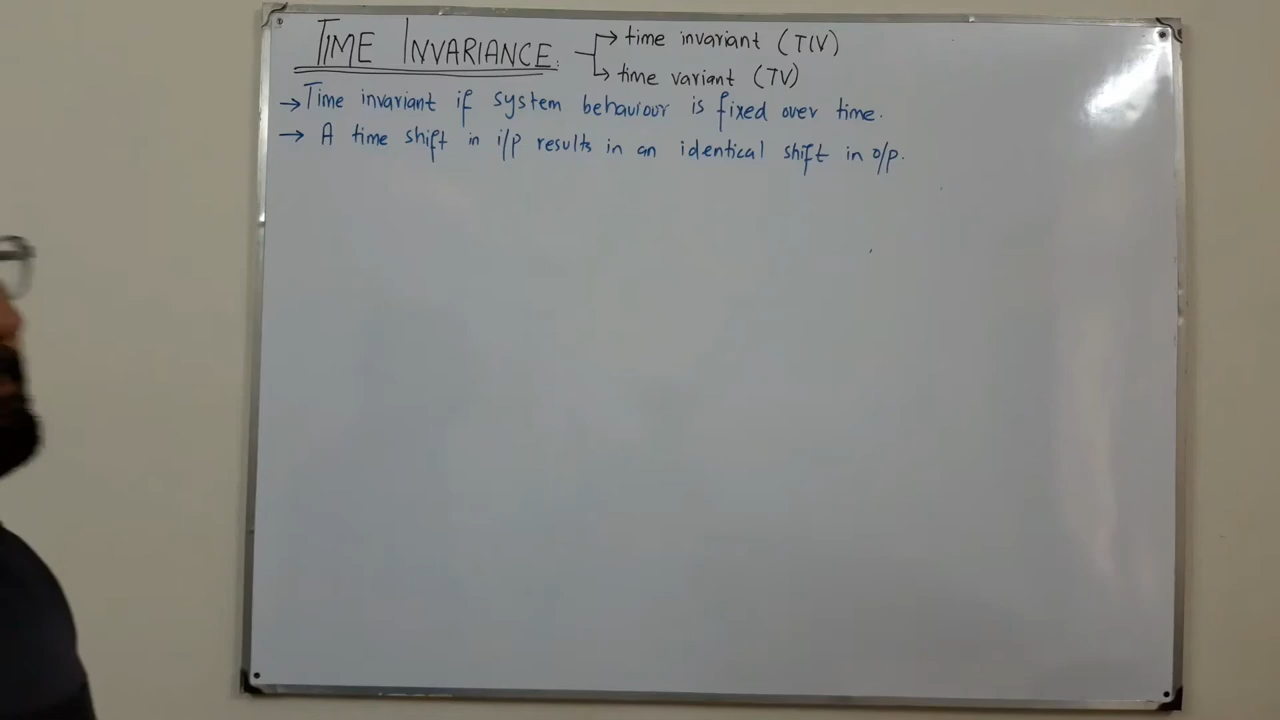 TIME INVARIANCE. → time invariant (TIV)
→ time variant (TV)
→ Time invariant if system behaviour is fixed over time.
→ A time shift in i/p results in an identical shift in o/p.